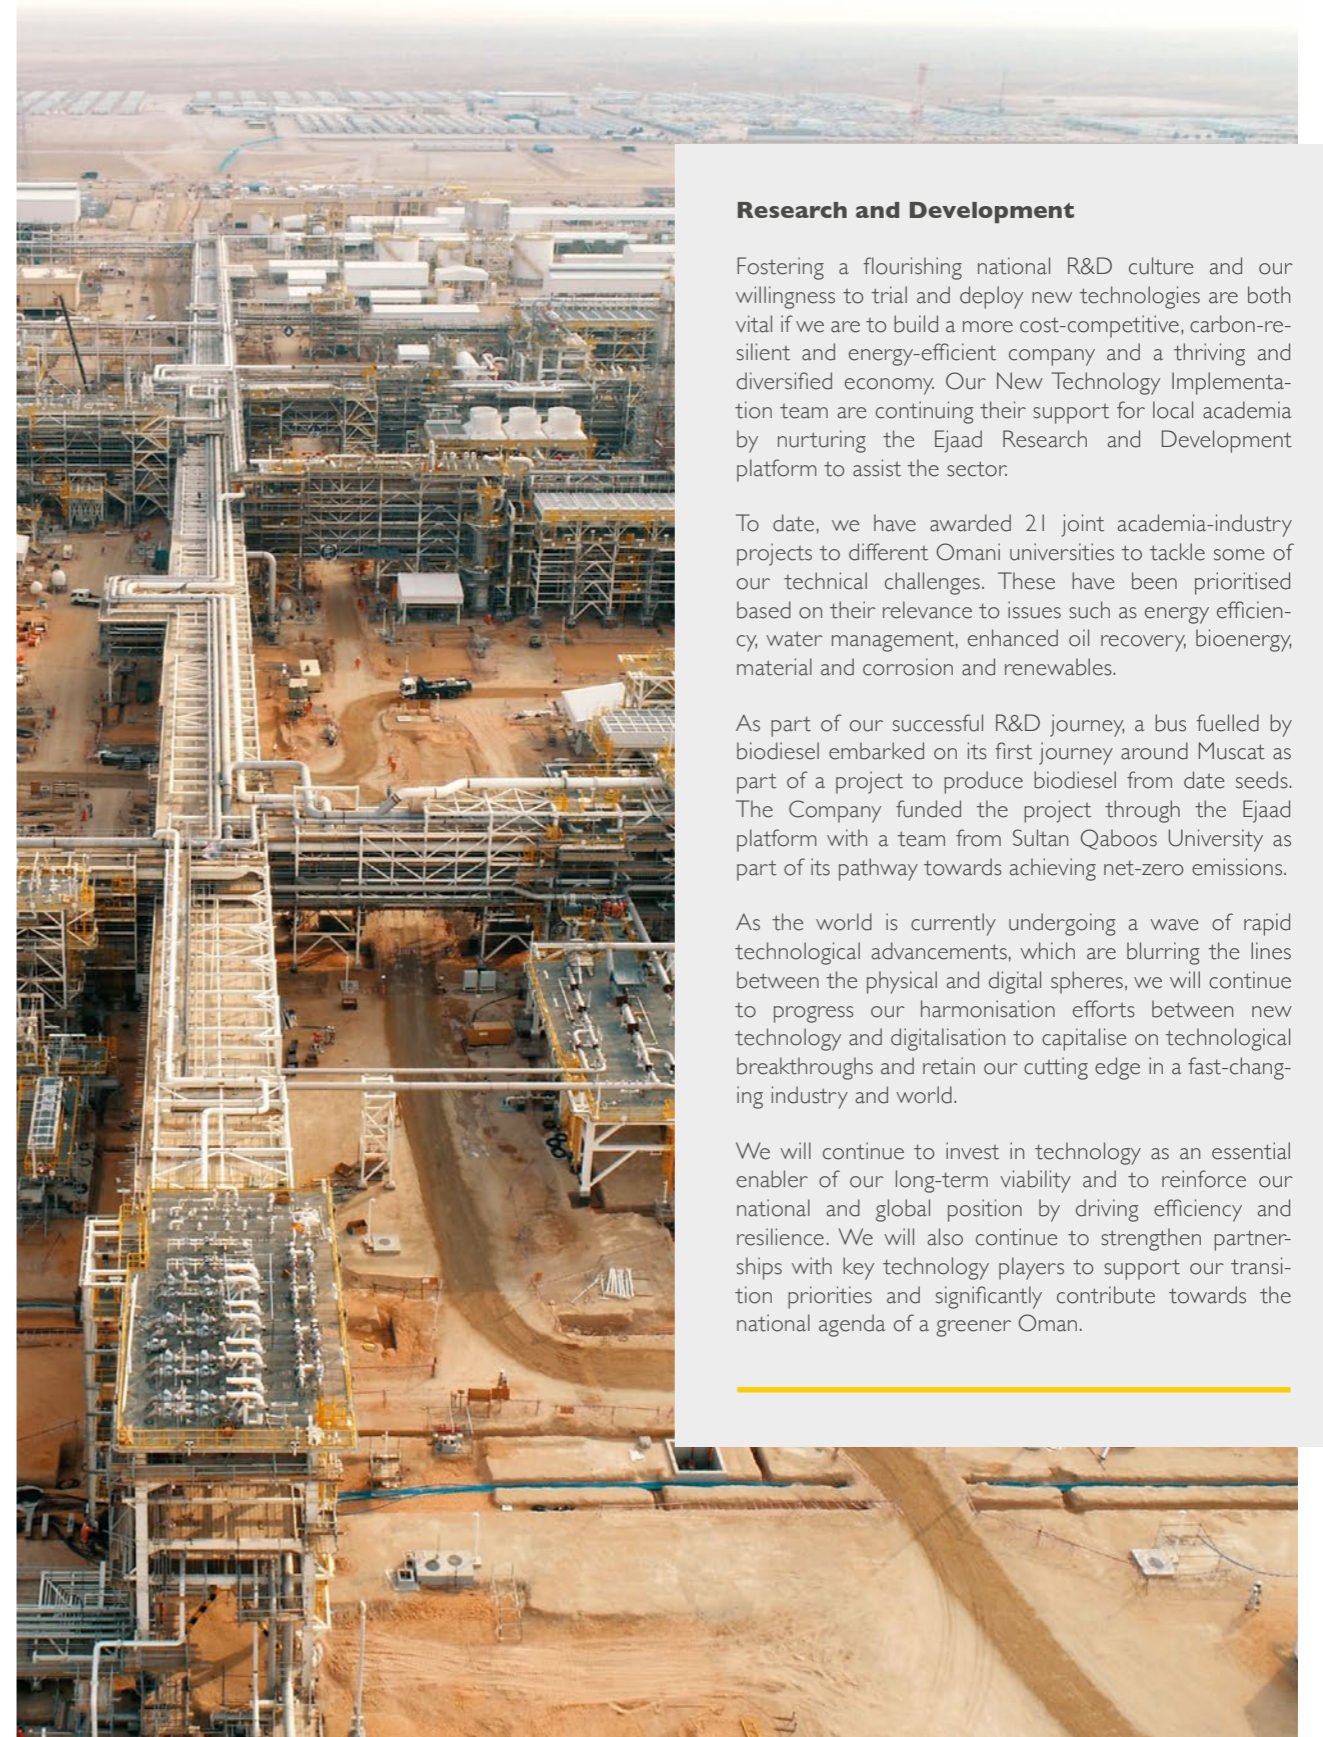 Research and Development
Fostering a flourishing national R&D culture and our
willingness to trial and deploy new technologies are both
vital if we are to build a more cost-competitive, carbon-re-
silient and energy-efficient company and a thriving and
diversified economy. Our New Technology Implementa-
tion team are continuing their support for local academia
by nurturing the Ejaad Research and Development
platform to assist the sector.
To date, we have awarded 21 joint academia-industry
projects to different Omani universities to tackle some of
our technical challenges. These have been prioritised
based on their relevance to issues such as energy efficien-
cy, water management, enhanced oil recovery, bioenergy,
material and corrosion and renewables.
As part of our successful R&D journey, a bus fuelled by
biodiesel embarked on its first journey around Muscat as
part of a project to produce biodiesel from date seeds.
The Company funded the project through the Ejaad
platform with a team from Sultan Qaboos University as
part of its pathway towards achieving net-zero emissions.
As the world is currently undergoing a wave of rapid
technological advancements, which are blurring the lines
between the physical and digital spheres, we will continue
to progress our harmonisation efforts between new
technology and digitalisation to capitalise on technological
breakthroughs and retain our cutting edge in a fast-chang-
ing industry and world.
We will continue to invest in technology as an essential
enabler of our long-term viability and to reinforce our
national and global position by driving efficiency and
resilience. We will also continue to strengthen partner-
ships with key technology players to support our transi-
tion priorities and significantly contribute towards the
national agenda of a greener Oman.